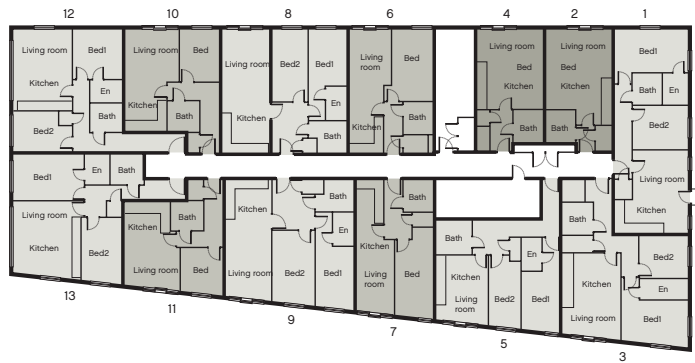 12 10 8 6 4 2 1
Living room Bed1
Kitchen
En
Bath
Bed2
Living room Bed
Kitchen
Bath
Living room Bed2 Bed1
En
Kitchen
Bath
Living
room
Bed
Bath
Kitchen
Living room
Bed
Kitchen
Bath
Living room
Bed
Kitchen
Bath
Bed1
Bath En
Bed2
Living room
Kitchen
Bed1 En Bath
Living room
Kitchen
Bed2
Bath
Kitchen
Living room Bed
Bath
Kitchen
En
Living room Bed2 Bed1
Bath
Kitchen
Living room
Bed
Bath
En
Kitchen
Living
room
Bed2 Bed1
Bath
Bed2
Kitchen
En
Living room
Bed1
13 11 9 7 5 3